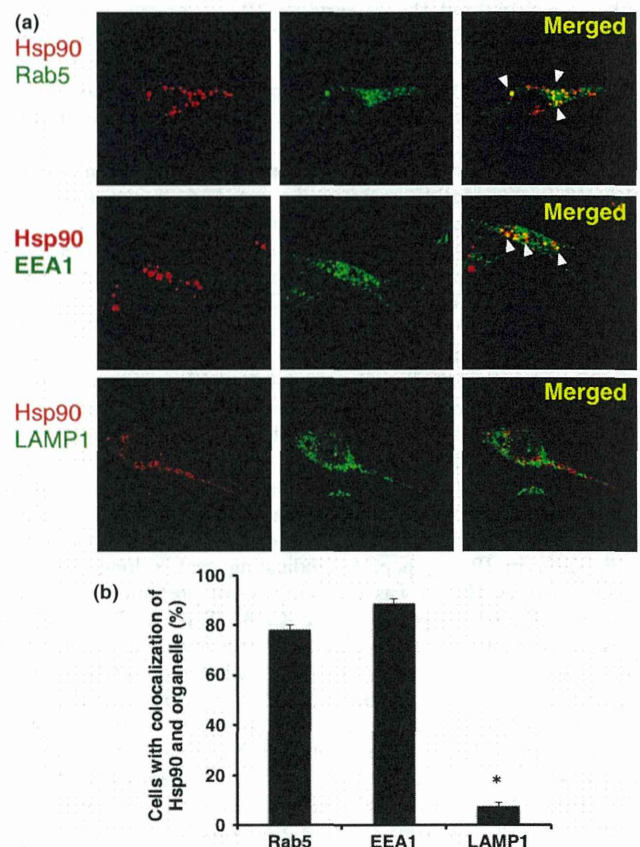 (a)
Hsp90
Rab5
Merged
Hsp90
EEA1
Merged
Hsp90
LAMP1
Merged
(b)
Cells with colocalization of
Hsp90 and organelle (%)
100
80
60
40
20
0
*
Rab5 EEA1 LAMP1